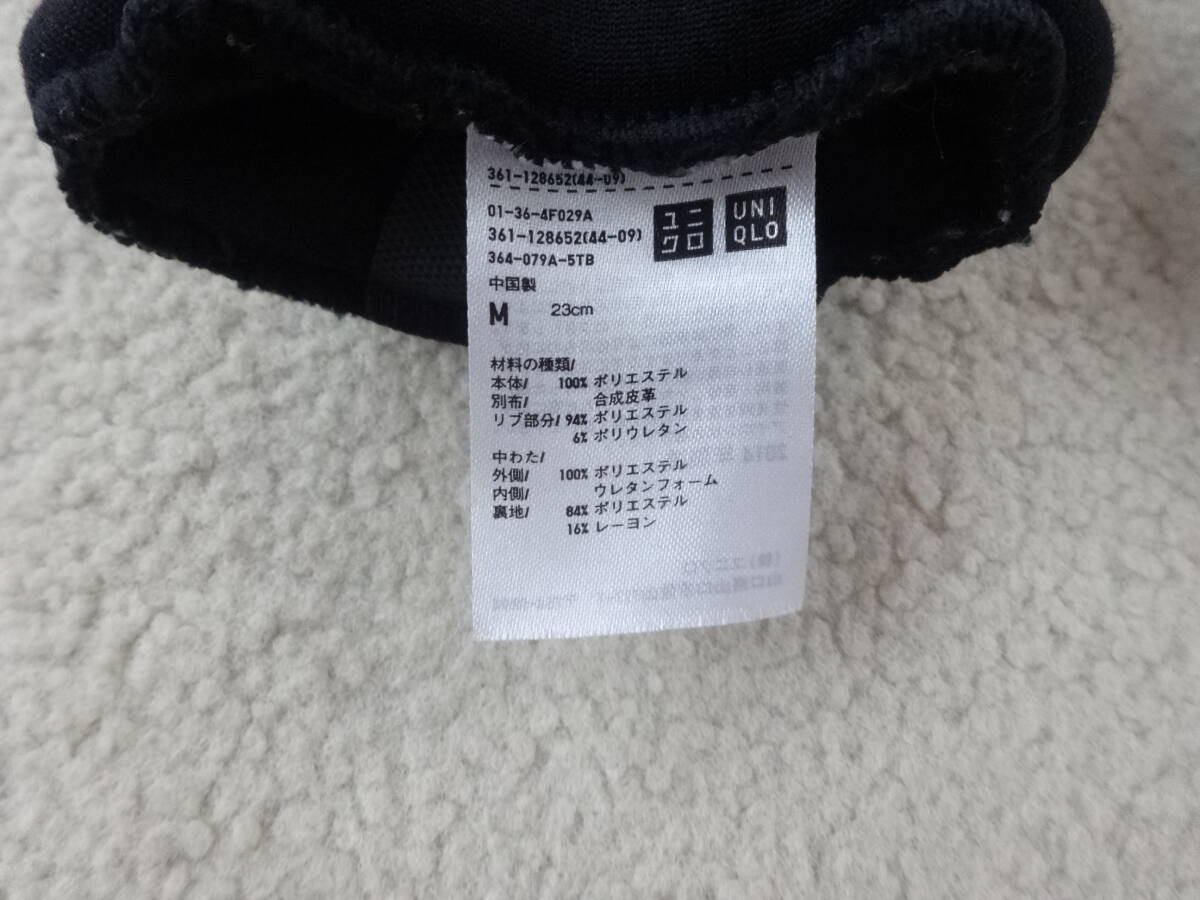 361-128652(44-09)
01-36-4F029A
361-128652(44-09)
364-079A-5TB
ユニクロ
UNIQLO
中国製
M 23cm
材料の種類/
本体/ 100% ポリエステル
別布/ 合成皮革
リブ部分/ 94% ポリエステル
6% ポリウレタン
中わた/
外側/ 100% ポリエステル
内側/ ウレタンフォーム
裏地/ 84% ポリエステル
16% レーヨン